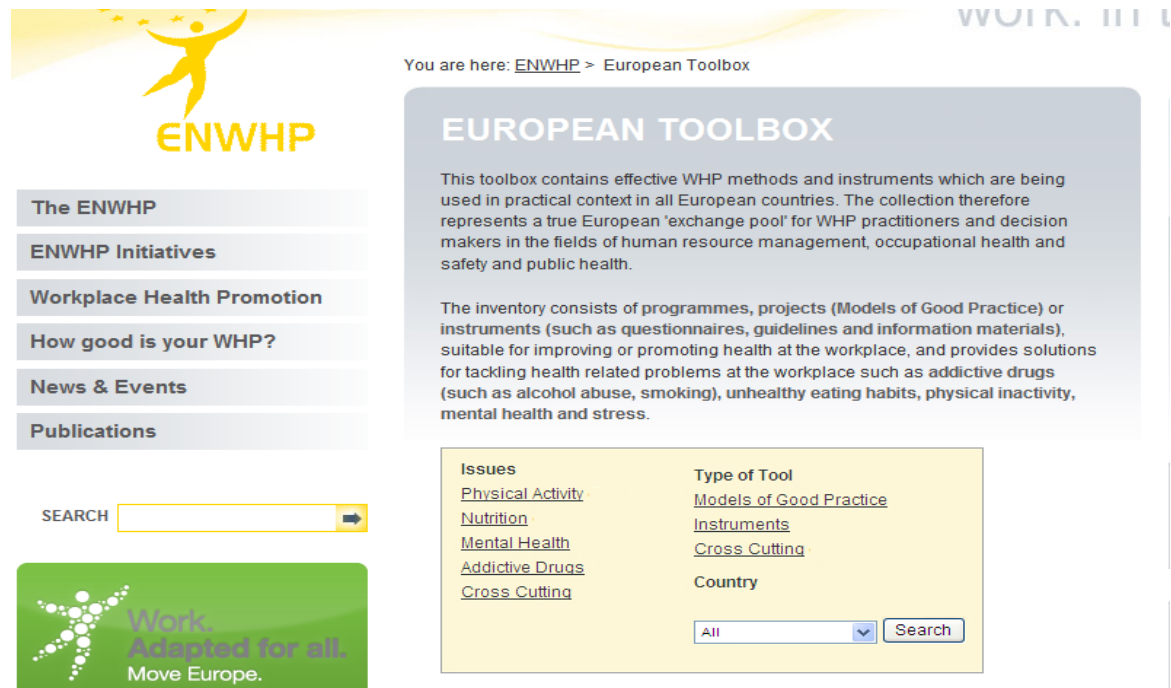 Work. In
You are here: ENWHP > European Toolbox
ENWHP
The ENWHP
ENWHP Initiatives
Workplace Health Promotion
How good is your WHP?
News & Events
Publications
SEARCH
Work.
Adapted for all.
Move Europe.
EUROPEAN TOOLBOX
This toolbox contains effective WHP methods and instruments which are being
used in practical context in all European countries. The collection therefore
represents a true European 'exchange pool' for WHP practitioners and decision
makers in the fields of human resource management, occupational health and
safety and public health.
The inventory consists of programmes, projects (Models of Good Practice) or
instruments (such as questionnaires, guidelines and information materials),
suitable for improving or promoting health at the workplace, and provides solutions
for tackling health related problems at the workplace such as addictive drugs
(such as alcohol abuse, smoking), unhealthy eating habits, physical inactivity,
mental health and stress.
Issues
Physical Activity
Nutrition
Mental Health
Addictive Drugs
Cross Cutting
Type of Tool
Models of Good Practice
Instruments
Cross Cutting
Country
All
Search